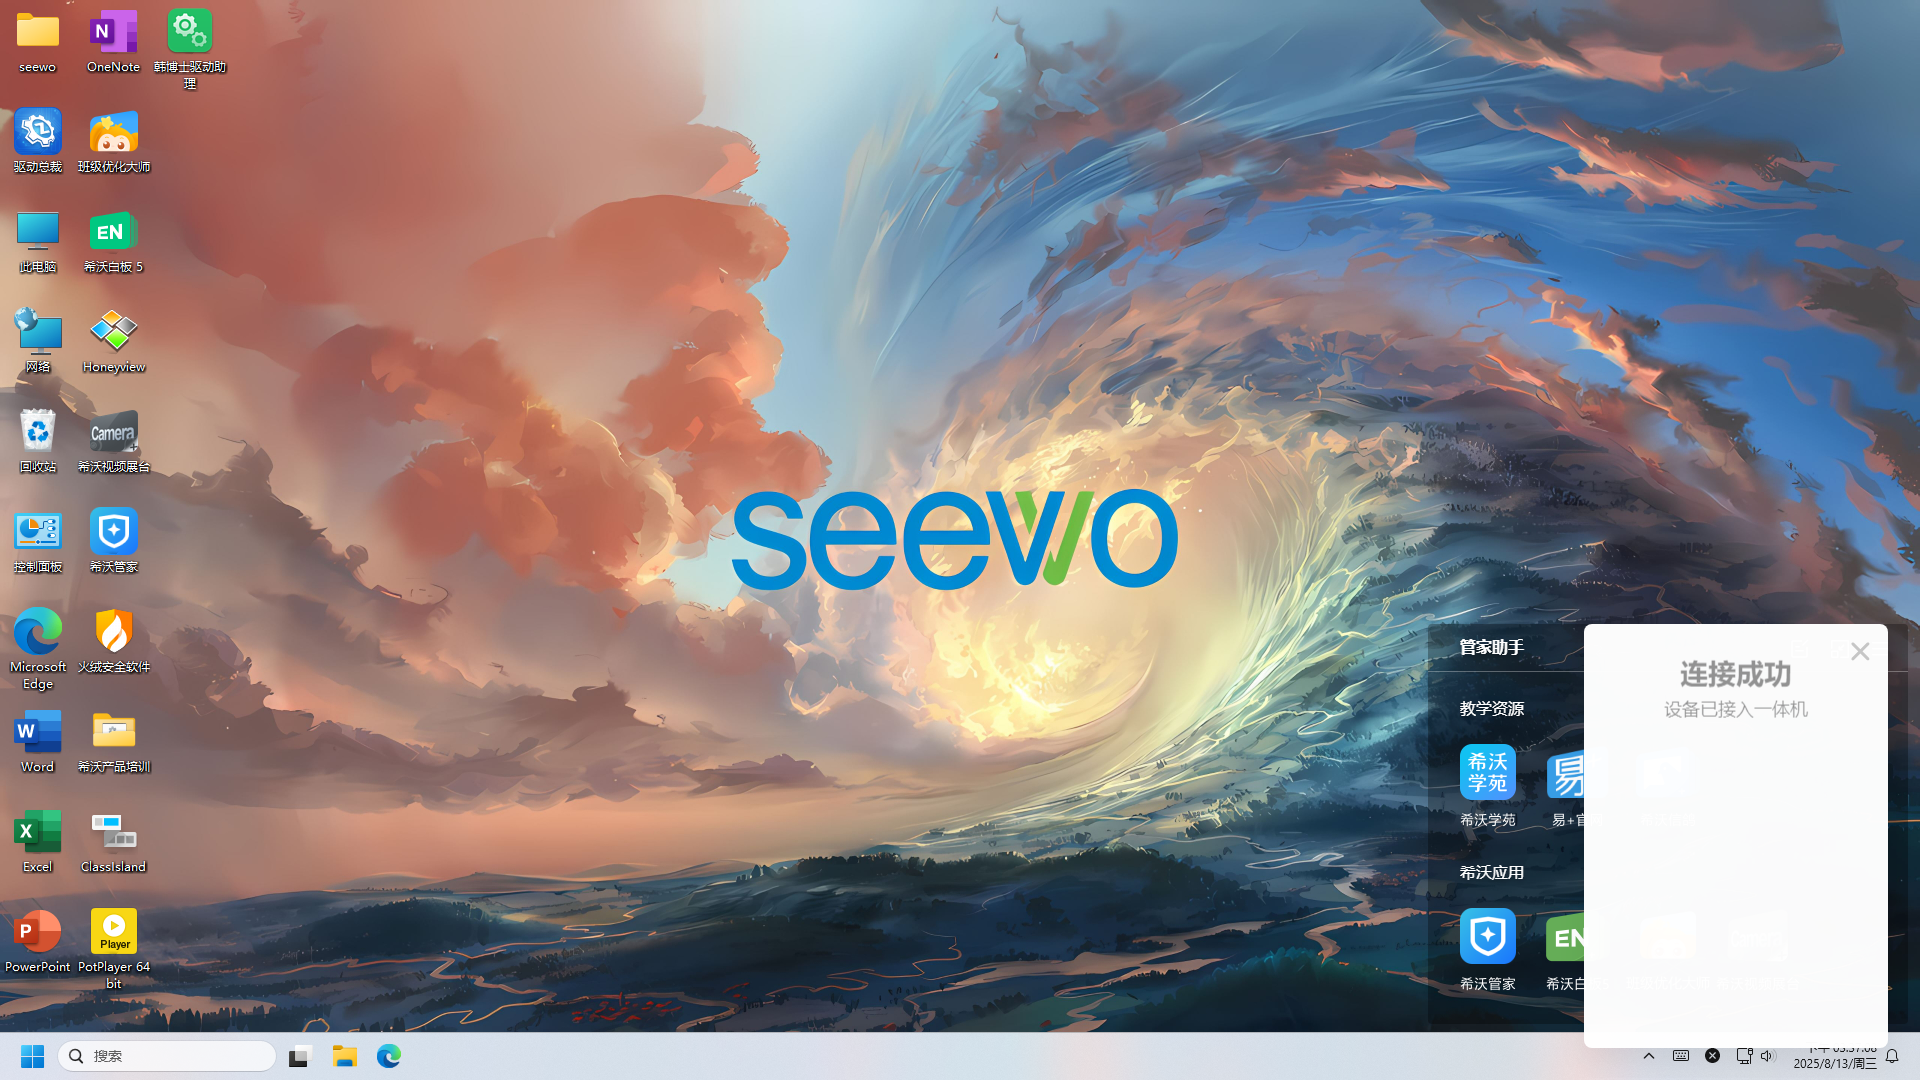 seewo
OneNote
韩博士驱动助
理
驱动总裁
班级优化大师
EN
此电脑
希沃白板 5
网络
Honeyview
Camera
回收站
希沃视频展台
控制面板
希沃管家
Microsoft
Edge
火绒安全软件
W
Word
希沃产品培训
X
Excel
ClassIsland
P
Player
PowerPoint
PotPlayer 64
bit
seewo
管家助手
教学资源
希沃
学苑
易
希沃学苑
易+官
希沃应用
EN
希沃管家
希沃白
连接成功
设备已接入一体机
搜索
2025/8/13/周三